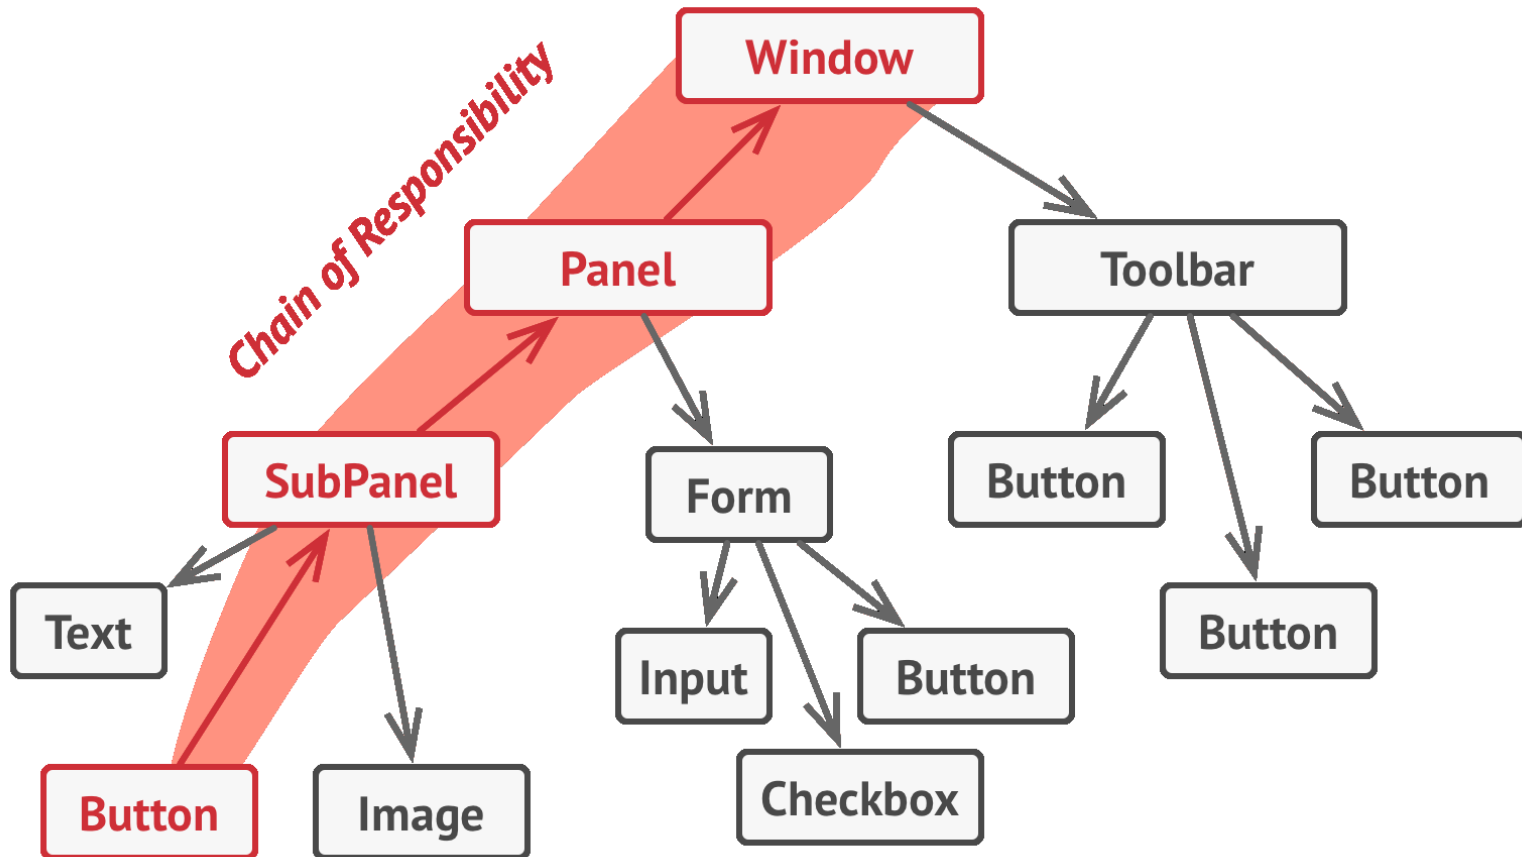 Window
Chain of Responsibility
Panel
Toolbar
SubPanel
Form
Button
Button
Text
Input
Button
Button
Button
Image
Checkbox